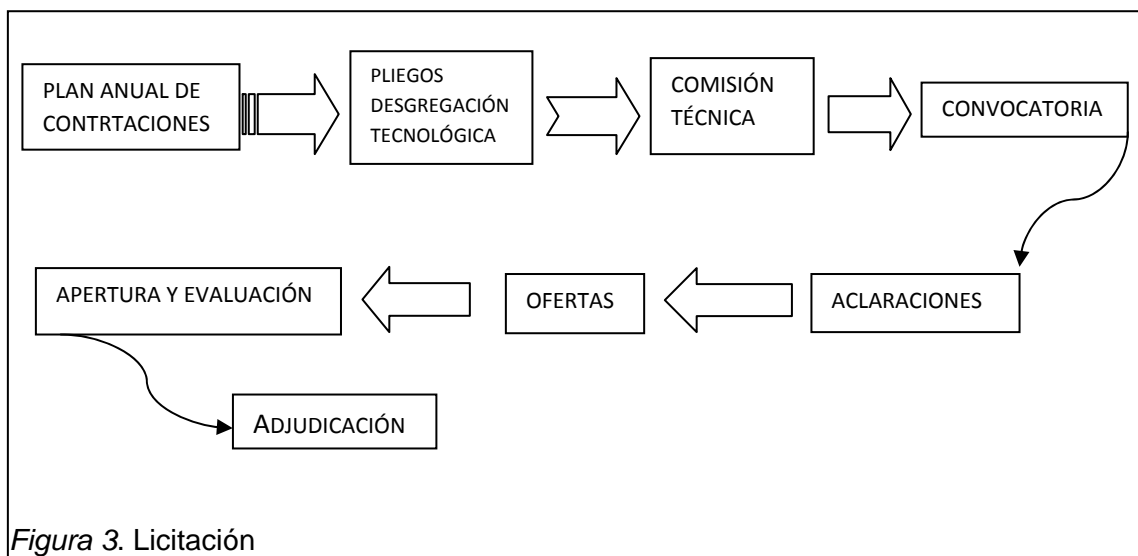 PLAN ANUAL DE
CONTRTACIONES
PLIEGOS
DESGREGACIÓN
TECNOLÓGICA
COMISIÓN
TÉCNICA
CONVOCATORIA
ACLARACIONES
OFERTAS
APERTURA Y EVALUACIÓN
ADJUDICACIÓN
Figura 3. Licitación